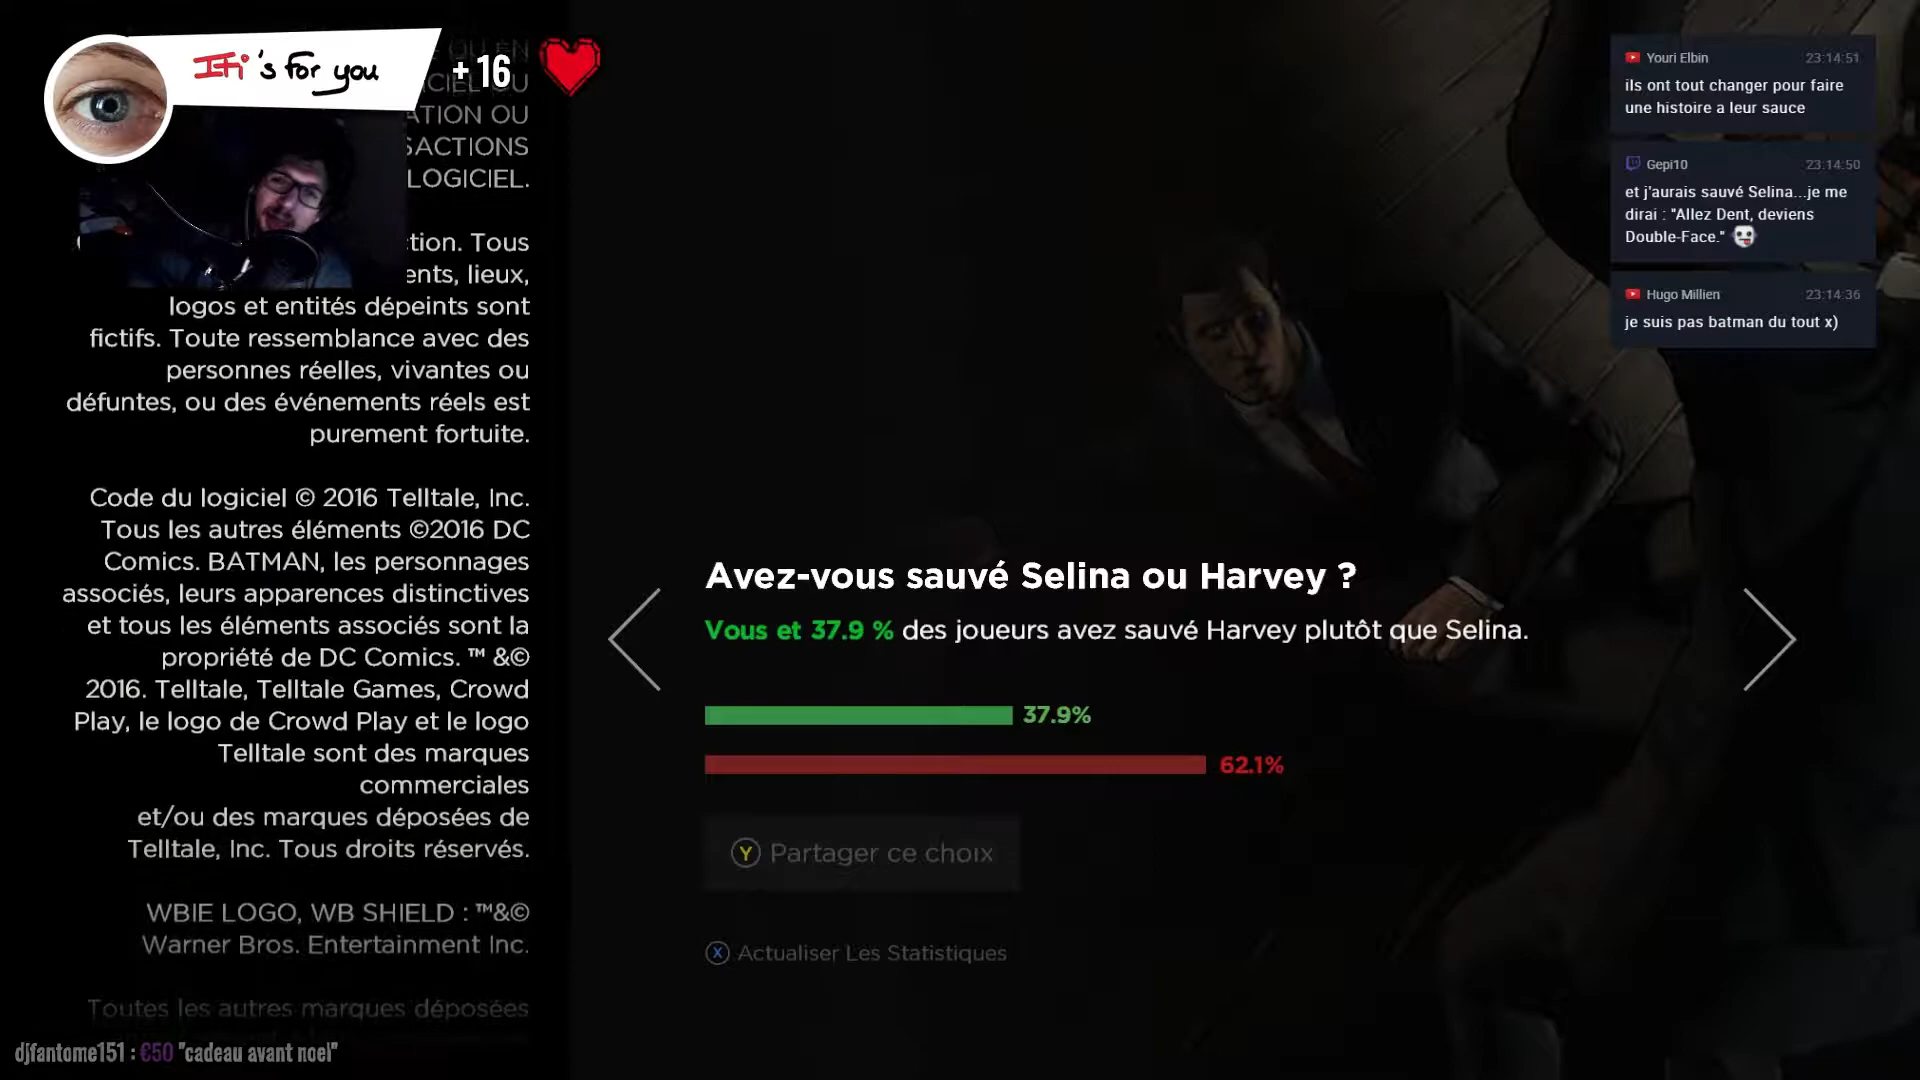 Iti's for you
+16
OU EN
CIEL OU
ATION OU
SACTIONS
LOGICIEL.
ction. Tous
ents, lieux,
logos et entités dépeints sont
fictifs. Toute ressemblance avec des
personnes réelles, vivantes ou
défuntes, ou des événements réels est
purement fortuite.
Code du logiciel © 2016 Telltale, Inc.
Tous les autres éléments ©2016 DC
Comics. BATMAN, les personnages
associés, leurs apparences distinctives
et tous les éléments associés sont la
propriété de DC Comics. ™ &©
2016. Telltale, Telltale Games, Crowd
Play, le logo de Crowd Play et le logo
Telltale sont des marques
commerciales
et/ou des marques déposées de
Telltale, Inc. Tous droits réservés.
WBIE LOGO, WB SHIELD : ™&©
Warner Bros. Entertainment Inc.
Toutes les autres marques déposées
djfantome151 : €50 "cadeau avant noel"
Avez-vous sauvé Selina ou Harvey ?
Vous et 37.9 % des joueurs avez sauvé Harvey plutôt que Selina.
37.9%
62.1%
Y Partager ce choix
X Actualiser Les Statistiques
Youri Elbin 23:14:51
ils ont tout changer pour faire
une histoire a leur sauce
Gepi10 23:14:50
et j'aurais sauvé Selina...je me
dirai : "Allez Dent, deviens
Double-Face."
Hugo Millien 23:14:36
je suis pas batman du tout x)